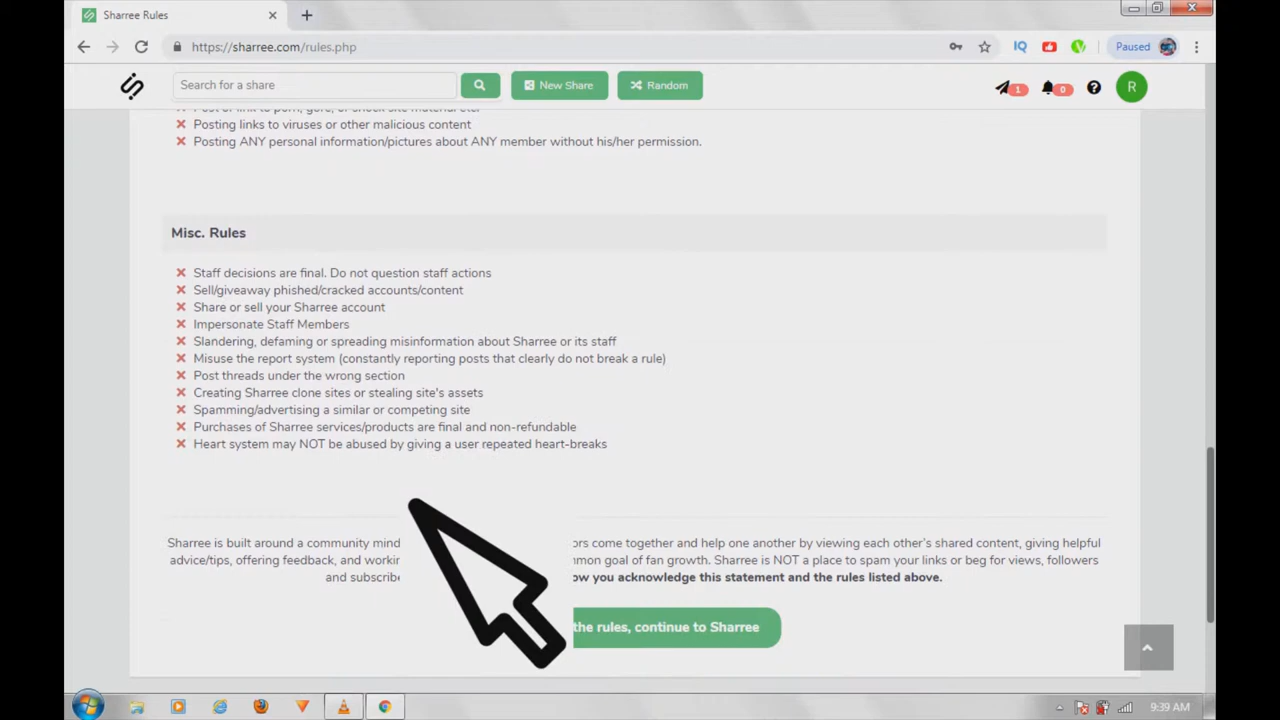 Sharree Rules
https://sharree.com/rules.php
Paused
Search for a share
New Share
Random
1
0
R
Posting links to viruses or other malicious content
Posting ANY personal information/pictures about ANY member without his/her permission.
Misc. Rules
Staff decisions are final. Do not question staff actions
Sell/giveaway phished/cracked accounts/content
Share or sell your Sharree account
Impersonate Staff Members
Slandering, defaming or spreading misinformation about Sharree or its staff
Misuse the report system (constantly reporting posts that clearly do not break a rule)
Post threads under the wrong section
Creating Sharree clone sites or stealing site's assets
Spamming/advertising a similar or competing site
Purchases of Sharree services/products are final and non-refundable
Heart system may NOT be abused by giving a user repeated heart-breaks
Sharree is built around a community mind come together and help one another by viewing each other's shared content, giving helpful
advice/tips, offering feedback, and goal of fan growth. Sharree is NOT a place to spam your links or beg for views, followers
and you acknowledge this statement and the rules listed above.
the rules, continue to Sharree
9:39 AM